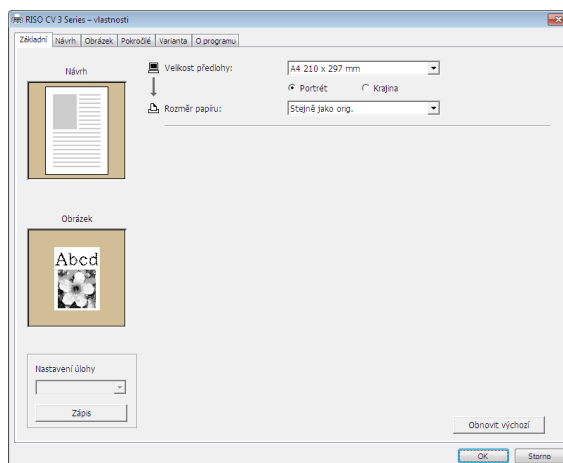 RISO CV 3 Series – vlastnosti
Základní Návrh Obrázek Pokročilé Varianta O programu
Návrh
Velikost předlohy: A4 210 x 297 mm
Portrét Krajina
Rozměr papíru: Stejně jako orig.
Obrázek
Abcd
Nastavení úlohy
Zápis
Obnovit výchozí
OK Storno